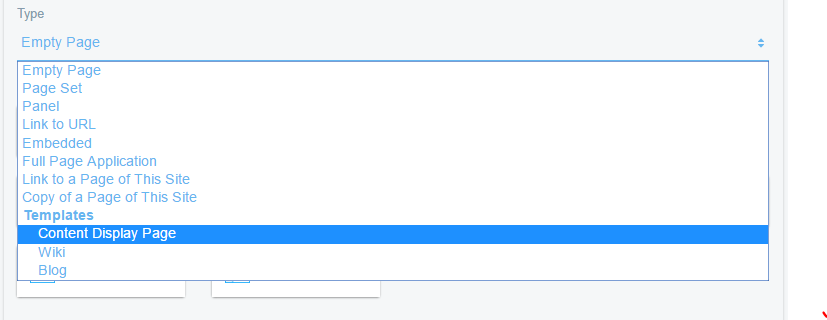 Type
Empty Page
Empty Page
Page Set
Panel
Link to URL
Embedded
Full Page Application
Link to a Page of This Site
Copy of a Page of This Site
Templates
Content Display Page
Wiki
Blog